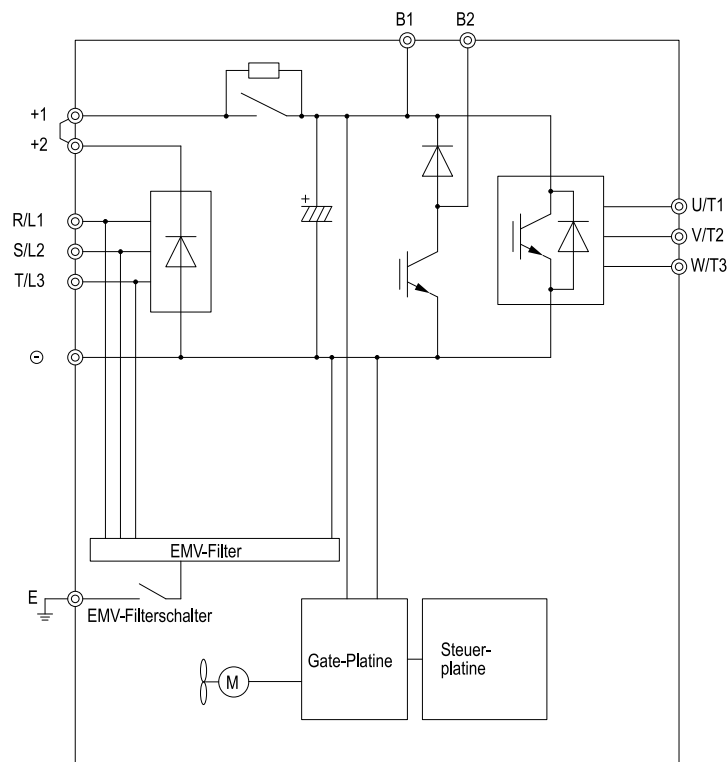 B1 B2
+1
+2
R/L1
S/L2
T/L3
U/T1
V/T2
W/T3
+
⊖
EMV-Filter
E
EMV-Filterschalter
M
Gate-Platine
Steuer-
platine